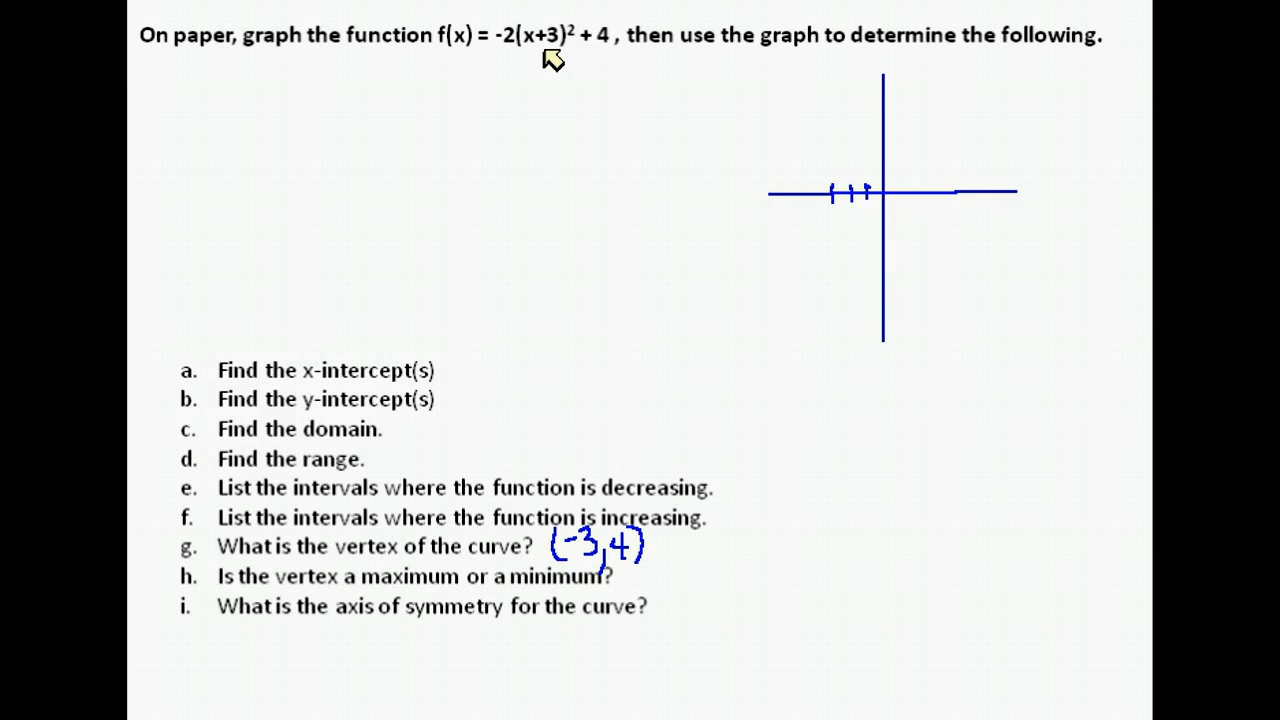 On paper, graph the function f(x) = -2(x+3)² + 4 , then use the graph to determine the following.
a. Find the x-intercept(s)
b. Find the y-intercept(s)
c. Find the domain.
d. Find the range.
e. List the intervals where the function is decreasing.
f. List the intervals where the function is increasing.
g. What is the vertex of the curve? (-3,4)
h. Is the vertex a maximum or a minimum?
i. What is the axis of symmetry for the curve?